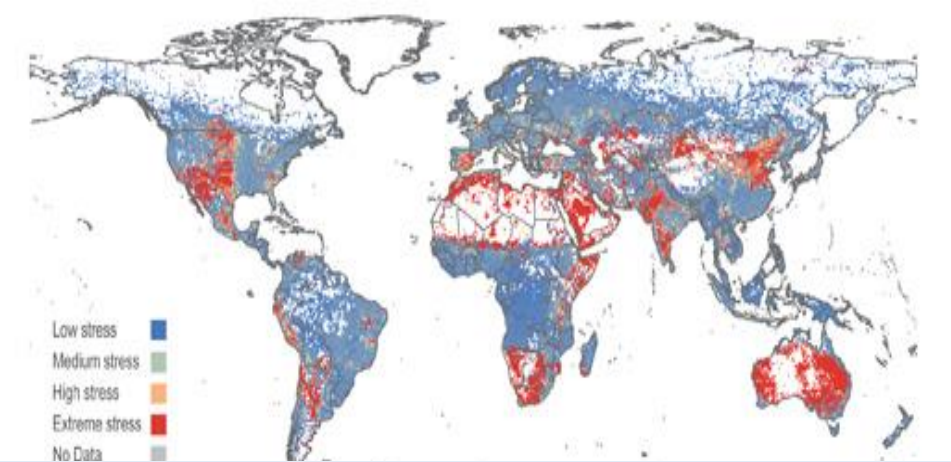 Low stress
Medium stress
High stress
Extreme stress
No Data